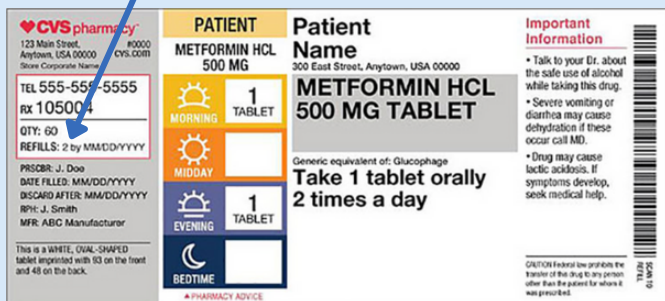 CVS pharmacy
123 Main Street, #0000
Anytown, USA 00000 cvs.com
Store Corporate Name
TEL 555-555-5555
RX 105004
QTY: 60
REFILLS: 2 by MM/DD/YYYY
PRSCBR: J. Doe
DATE FILLED: MM/DD/YYYY
DISCARD AFTER: MM/DD/YYYY
RPH: J. Smith
MFR: ABC Manufacturer
This is a WHITE, OVAL-SHAPED
tablet imprinted with 93 on the front
and 48 on the back.
PATIENT
METFORMIN HCL
500 MG
MORNING
1
TABLET
MIDDAY
EVENING
1
TABLET
BEDTIME
PHARMACY ADVICE
Patient
Name
300 East Street, Anytown, USA 00000
METFORMIN HCL
500 MG TABLET
Generic equivalent of: Glucophage
Take 1 tablet orally
2 times a day
Important
Information
• Talk to your Dr. about
the safe use of alcohol
while taking this drug.
• Severe vomiting or
diarrhea may cause
dehydration if these
occur call MD.
• Drug may cause
lactic acidosis. If
symptoms develop,
seek medical help.
CAUTION Federal law prohibits the
transfer of this drug to any person
other than the patient for whom it
was prescribed.
SCAN TO
REFILL